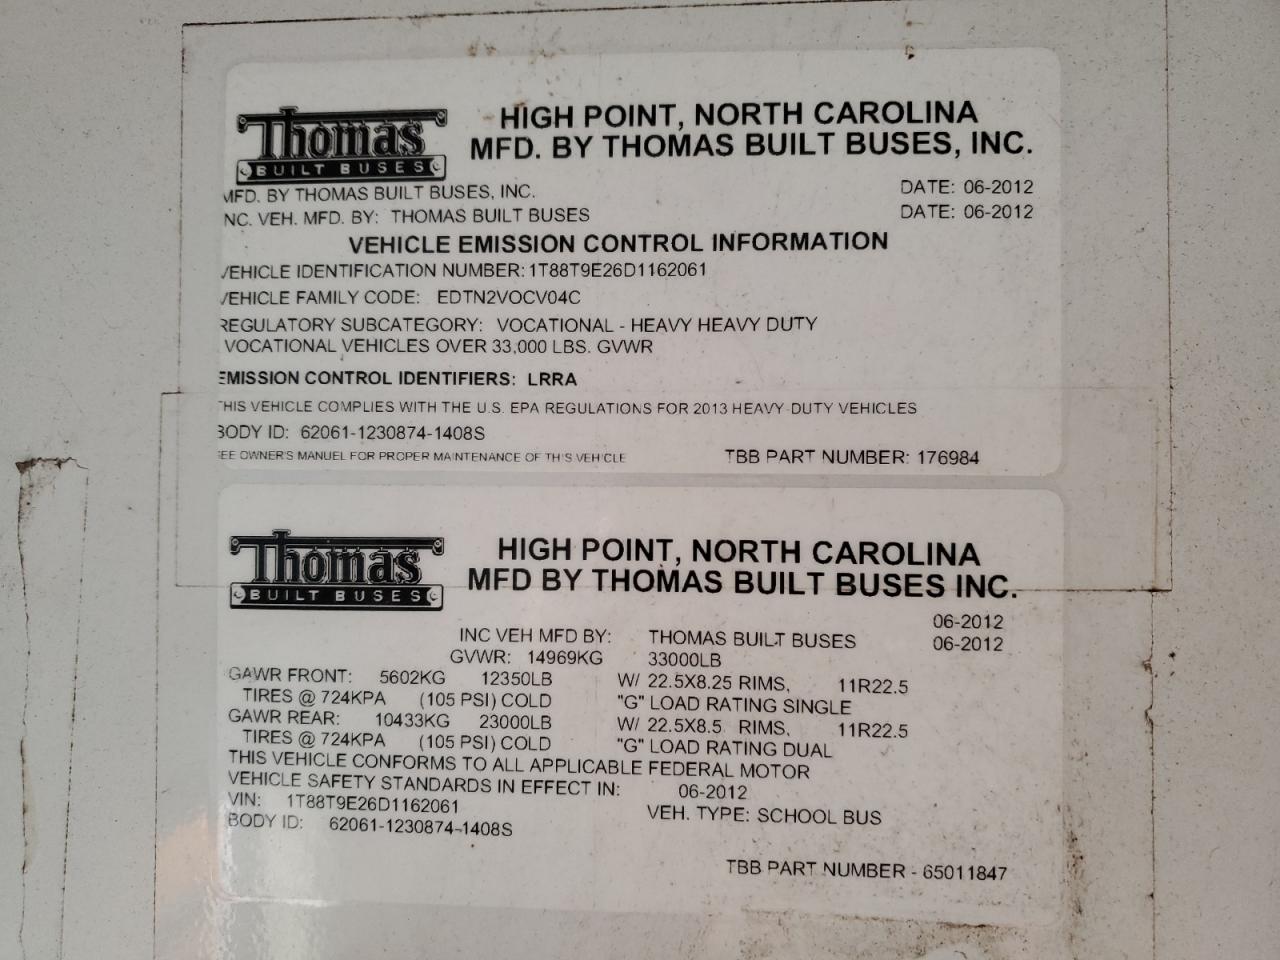 Thomas
BUILT BUSES
HIGH POINT, NORTH CAROLINA
MFD. BY THOMAS BUILT BUSES, INC.
MFD. BY THOMAS BUILT BUSES, INC. DATE: 06-2012
NC. VEH. MFD. BY: THOMAS BUILT BUSES DATE: 06-2012
VEHICLE EMISSION CONTROL INFORMATION
VEHICLE IDENTIFICATION NUMBER: 1T88T9E26D1162061
VEHICLE FAMILY CODE: EDTN2VOCV04C
REGULATORY SUBCATEGORY: VOCATIONAL - HEAVY HEAVY DUTY
VOCATIONAL VEHICLES OVER 33,000 LBS. GVWR
EMISSION CONTROL IDENTIFIERS: LRRA
THIS VEHICLE COMPLIES WITH THE U.S. EPA REGULATIONS FOR 2013 HEAVY-DUTY VEHICLES
BODY ID: 62061-1230874-1408S
EE OWNER'S MANUEL FOR PROPER MAINTENANCE OF THIS VEHICLE TBB PART NUMBER: 176984
Thomas
BUILT BUSES
HIGH POINT, NORTH CAROLINA
MFD BY THOMAS BUILT BUSES INC.
06-2012
INC VEH MFD BY: THOMAS BUILT BUSES 06-2012
GVWR: 14969KG 33000LB
GAWR FRONT: 5602KG 12350LB W/ 22.5X8.25 RIMS, 11R22.5
TIRES @ 724KPA (105 PSI) COLD "G" LOAD RATING SINGLE
GAWR REAR: 10433KG 23000LB W/ 22.5X8.5 RIMS, 11R22.5
TIRES @ 724KPA (105 PSI) COLD "G" LOAD RATING DUAL
THIS VEHICLE CONFORMS TO ALL APPLICABLE FEDERAL MOTOR
VEHICLE SAFETY STANDARDS IN EFFECT IN: 06-2012
VIN: 1T88T9E26D1162061 VEH. TYPE: SCHOOL BUS
BODY ID: 62061-1230874-1408S
TBB PART NUMBER - 65011847